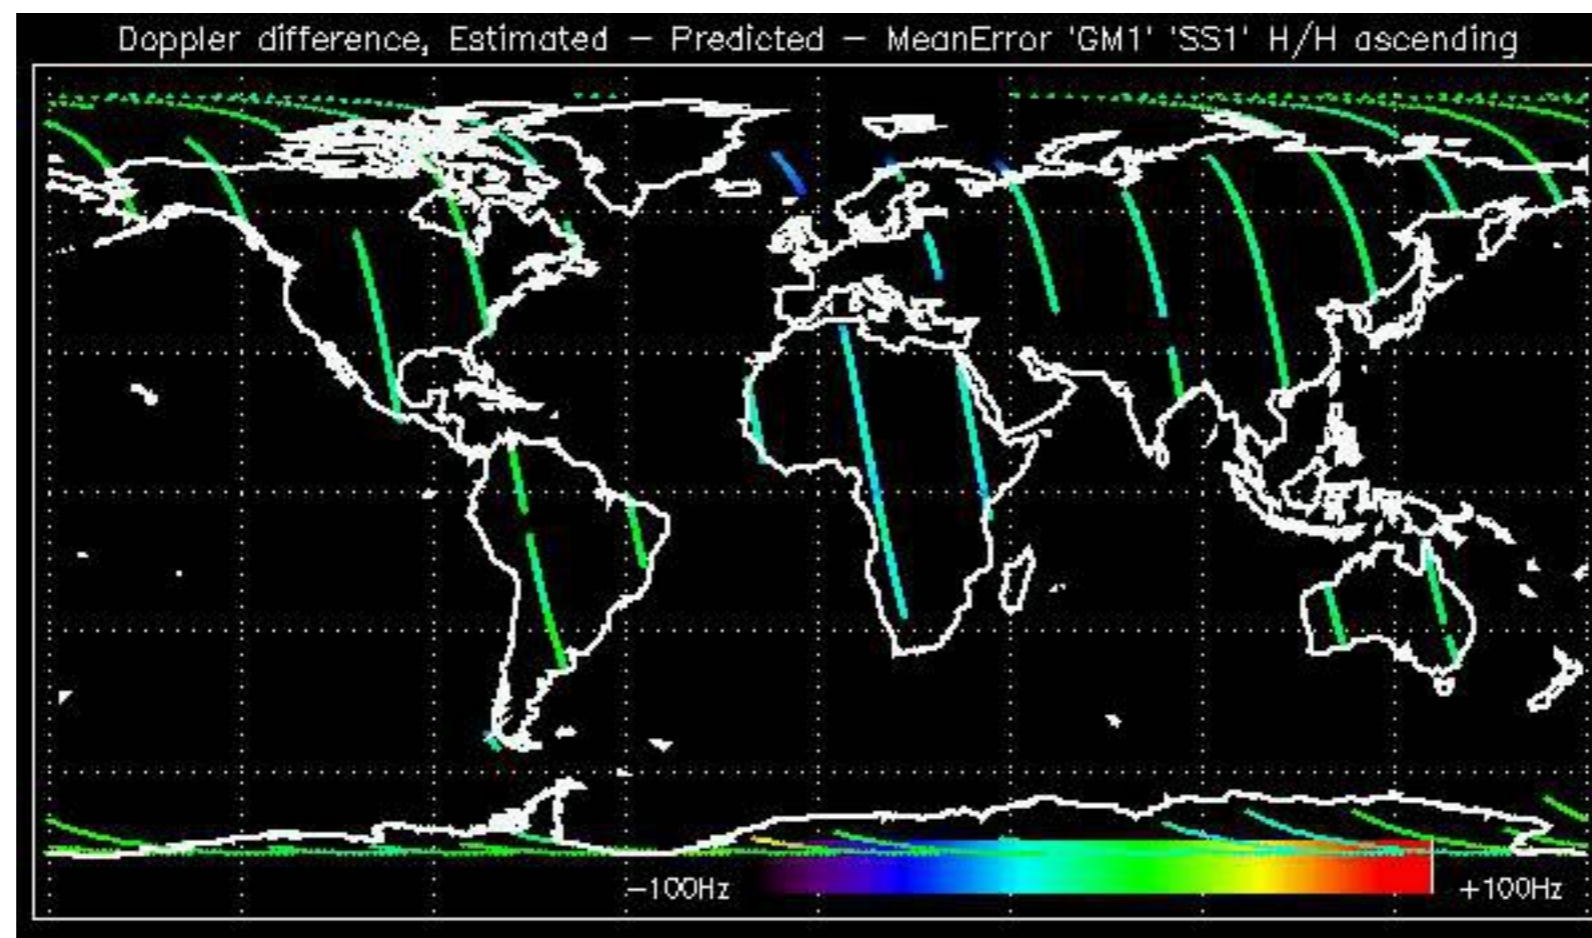 Doppler difference, Estimated – Predicted – MeanError 'GM1' 'SS1' H/H ascending
–100Hz
+100Hz